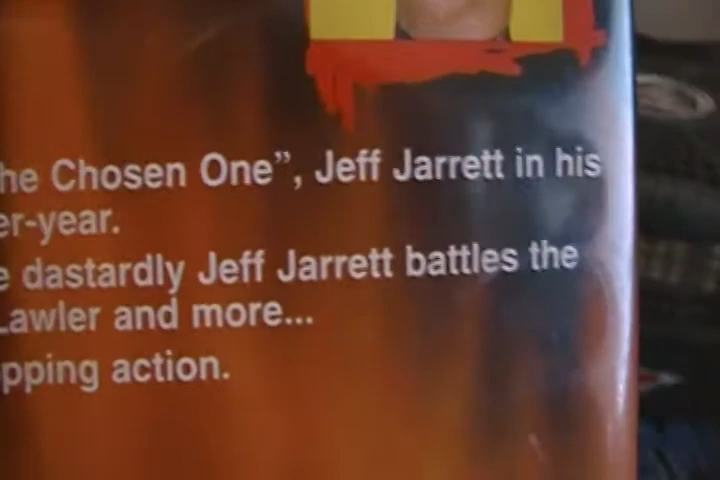 he Chosen One", Jeff Jarrett in his
er-year.
e dastardly Jeff Jarrett battles the
Lawler and more...
pping action.